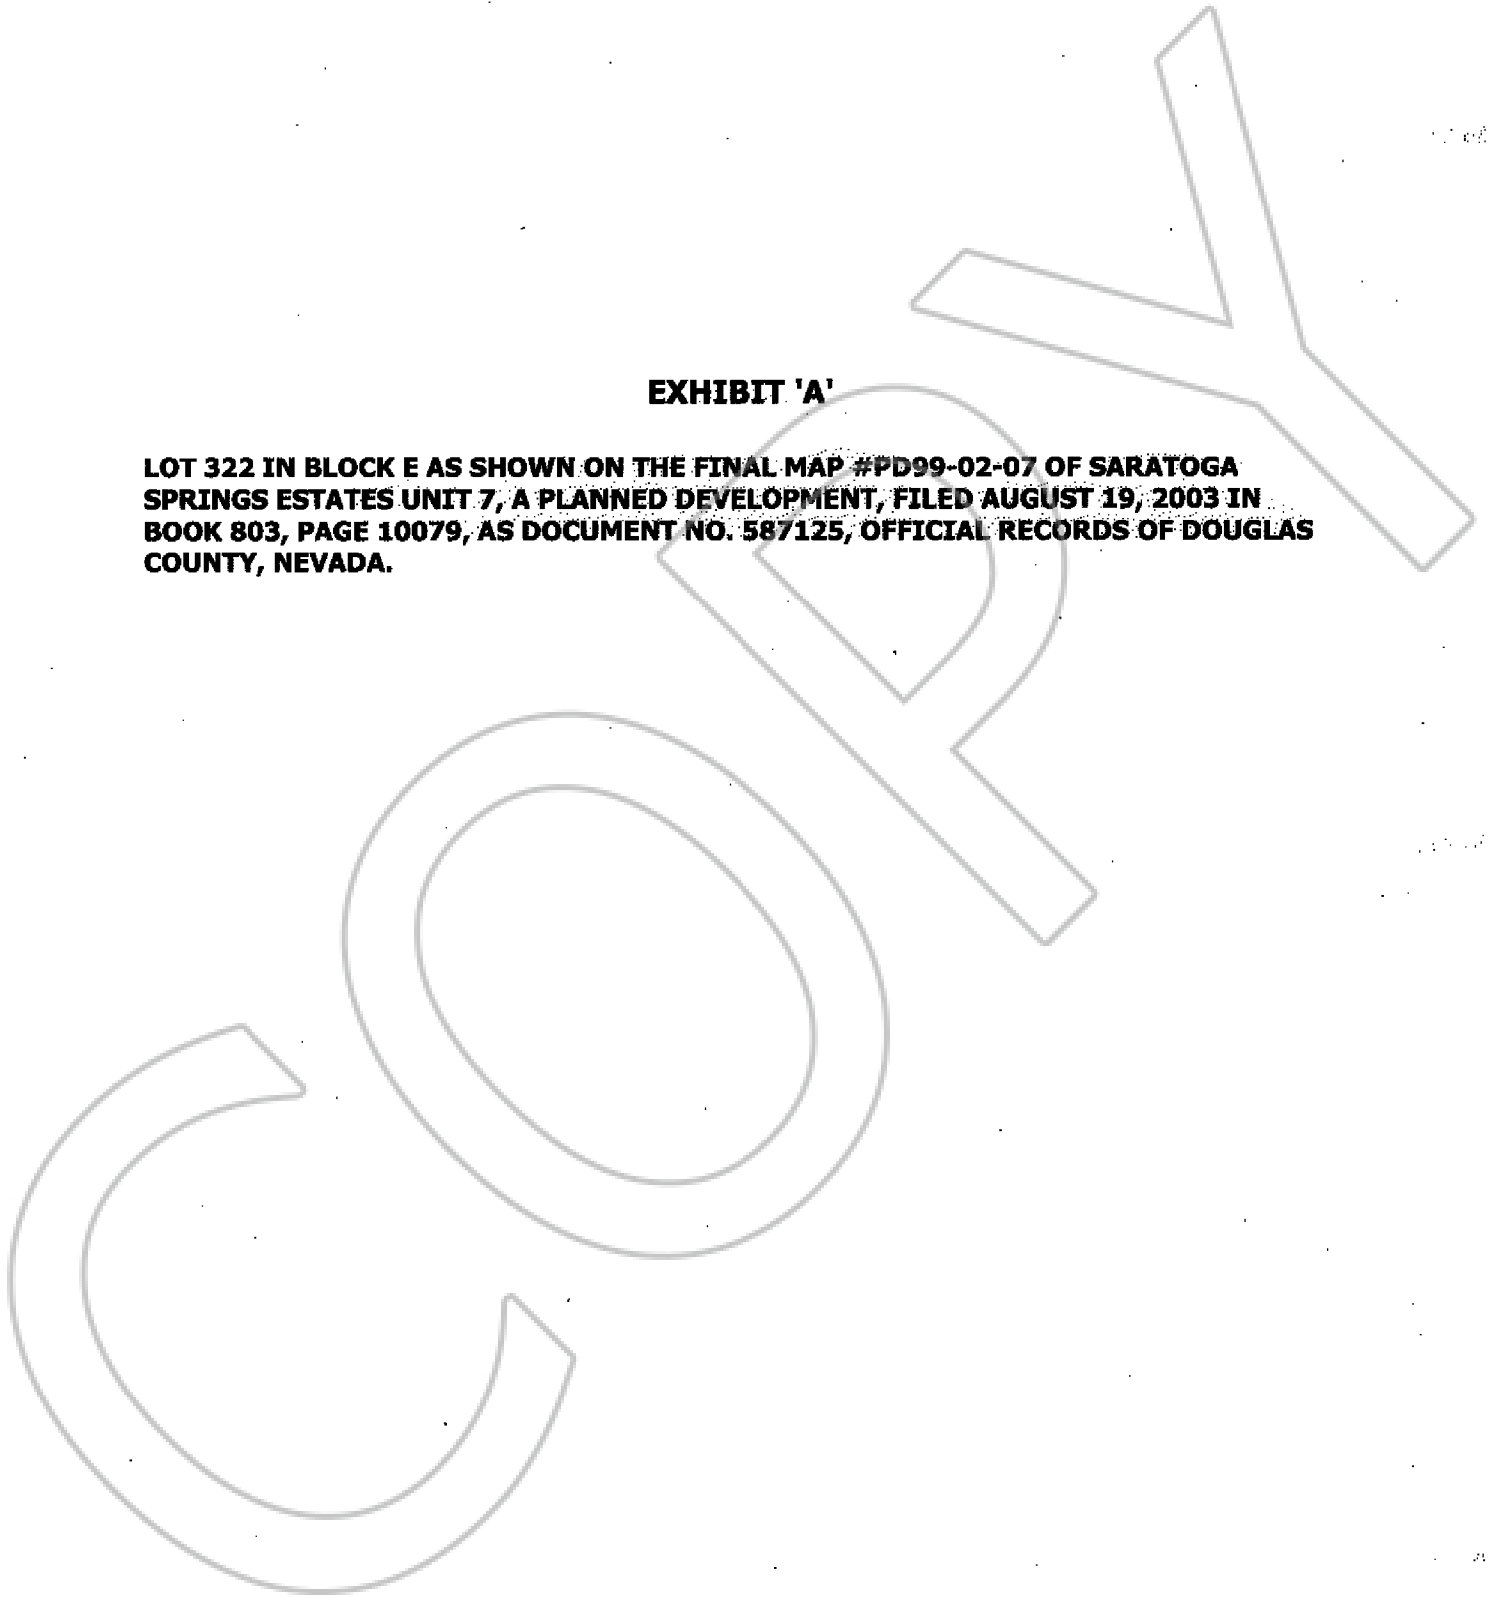 EXHIBIT 'A'
LOT 322 IN BLOCK E AS SHOWN ON THE FINAL MAP #PD99-02-07 OF SARATOGA
SPRINGS ESTATES UNIT 7, A PLANNED DEVELOPMENT, FILED AUGUST 19, 2003 IN
BOOK 803, PAGE 10079, AS DOCUMENT NO. 587125, OFFICIAL RECORDS OF DOUGLAS
COUNTY, NEVADA.
COPY